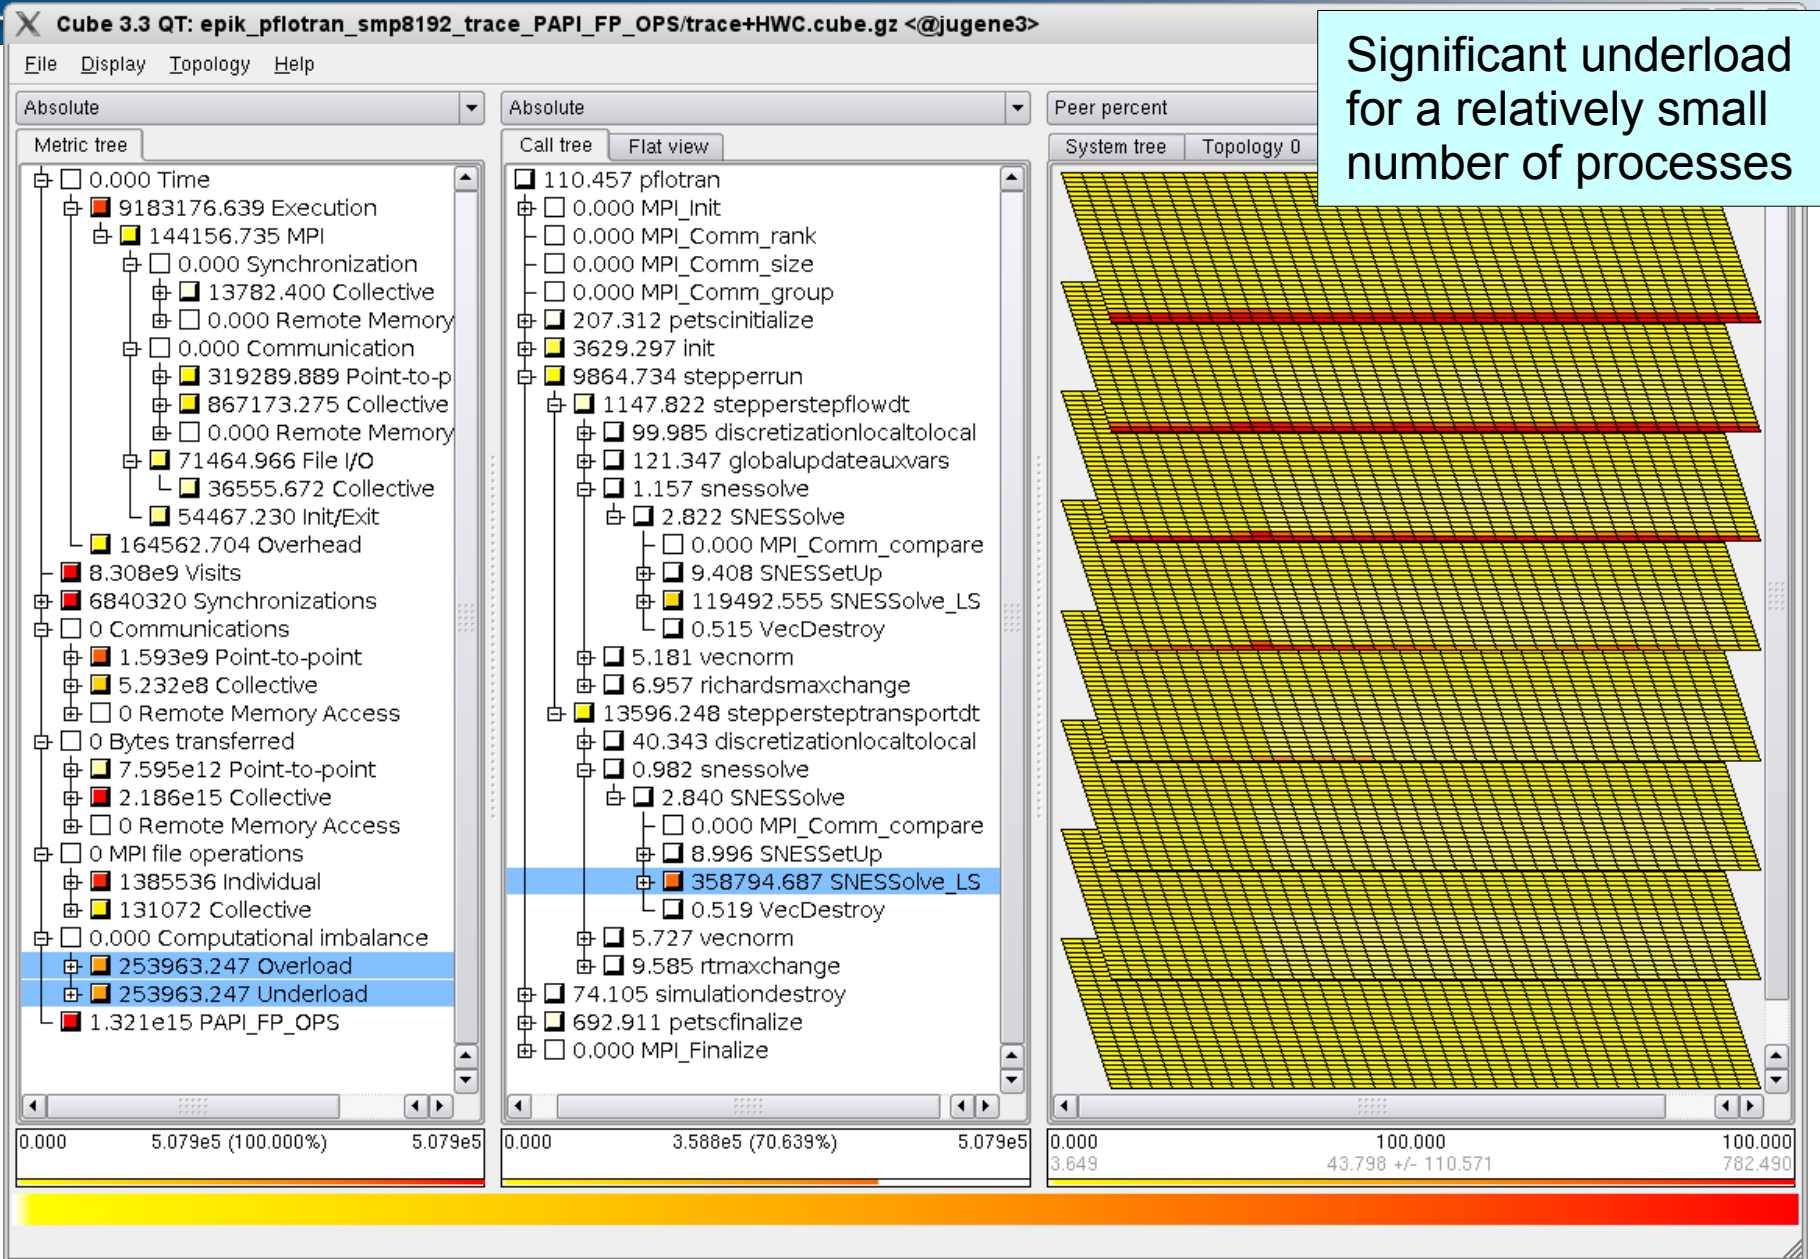 Cube 3.3 QT: epik_pflotran_smp8192_trace_PAPI_FP_OPS/trace+HWC.cube.gz <@jugene3>
File Display Topology Help
Significant underload
for a relatively small
number of processes
Absolute
Metric tree
0.000 Time
9183176.639 Execution
144156.735 MPI
0.000 Synchronization
13782.400 Collective
0.000 Remote Memory
0.000 Communication
319289.889 Point-to-p
867173.275 Collective
0.000 Remote Memory
71464.966 File I/O
36555.672 Collective
54467.230 Init/Exit
164562.704 Overhead
8.308e9 Visits
6840320 Synchronizations
0 Communications
1.593e9 Point-to-point
5.232e8 Collective
0 Remote Memory Access
0 Bytes transferred
7.595e12 Point-to-point
2.186e15 Collective
0 Remote Memory Access
0 MPI file operations
1385536 Individual
131072 Collective
0.000 Computational imbalance
253963.247 Overload
253963.247 Underload
1.321e15 PAPI_FP_OPS
0.000 5.079e5 (100.000%) 5.079e5
Absolute
Call tree Flat view
110.457 pflotran
0.000 MPI_Init
0.000 MPI_Comm_rank
0.000 MPI_Comm_size
0.000 MPI_Comm_group
207.312 petscinitialize
3629.297 init
9864.734 stepperrun
1147.822 stepperstepflowdt
99.985 discretizationlocaltolocal
121.347 globalupdateauxvars
1.157 snessolve
2.822 SNESSolve
0.000 MPI_Comm_compare
9.408 SNESSetUp
119492.555 SNESSolve_LS
0.515 VecDestroy
5.181 vecnorm
6.957 richardsmaxchange
13596.248 steppersteptransportdt
40.343 discretizationlocaltolocal
0.982 snessolve
2.840 SNESSolve
0.000 MPI_Comm_compare
8.996 SNESSetUp
358794.687 SNESSolve_LS
0.519 VecDestroy
5.727 vecnorm
9.585 rtmaxchange
74.105 simulationdestroy
692.911 petscfinalize
0.000 MPI_Finalize
0.000 3.588e5 (70.639%) 5.079e5
Peer percent
System tree Topology 0
0.000 100.000 100.000
3.649 43.798 +/- 110.571 782.490